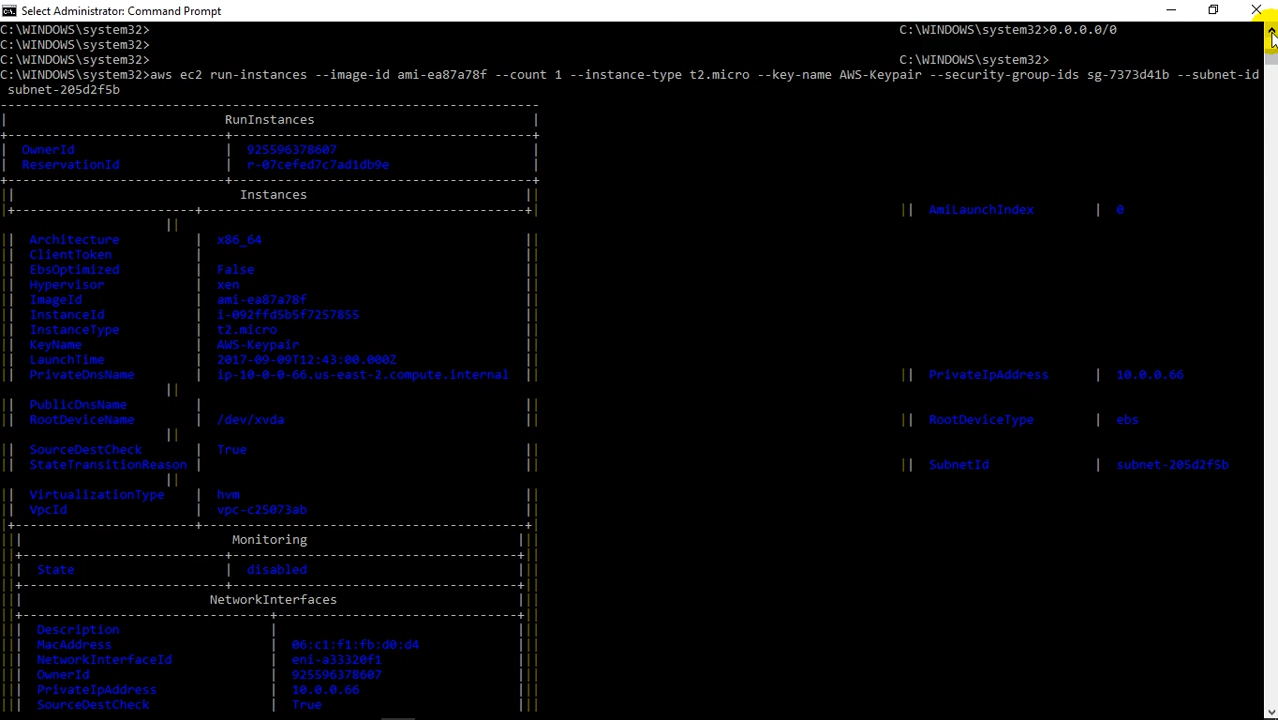 Select Administrator: Command Prompt
C:\WINDOWS\system32> C:\WINDOWS\system32>0.0.0.0/0
C:\WINDOWS\system32>
C:\WINDOWS\system32> C:\WINDOWS\system32>
C:\WINDOWS\system32>aws ec2 run-instances --image-id ami-ea87a78f --count 1 --instance-type t2.micro --key-name AWS-Keypair --security-group-ids sg-7373d41b --subnet-id
subnet-205d2f5b
RunInstances
OwnerId | 925596378607
ReservationId | r-07cefed7c7ad1db9e
Instances
AmiLaunchIndex | 0
Architecture | x86_64
ClientToken |
EbsOptimized | False
Hypervisor | xen
ImageId | ami-ea87a78f
InstanceId | i-092ffd5b5f7257855
InstanceType | t2.micro
KeyName | AWS-Keypair
LaunchTime | 2017-09-09T12:43:00.000Z
PrivateDnsName | ip-10-0-0-66.us-east-2.compute.internal || PrivateIpAddress | 10.0.0.66
PublicDnsName |
RootDeviceName | /dev/xvda || RootDeviceType | ebs
SourceDestCheck | True
StateTransitionReason | || SubnetId | subnet-205d2f5b
VirtualizationType | hvm
VpcId | vpc-c25073ab
Monitoring
State | disabled
NetworkInterfaces
Description |
MacAddress | 06:c1:f1:fb:d0:d4
NetworkInterfaceId | eni-a33320f1
OwnerId | 925596378607
PrivateIpAddress | 10.0.0.66
SourceDestCheck | True